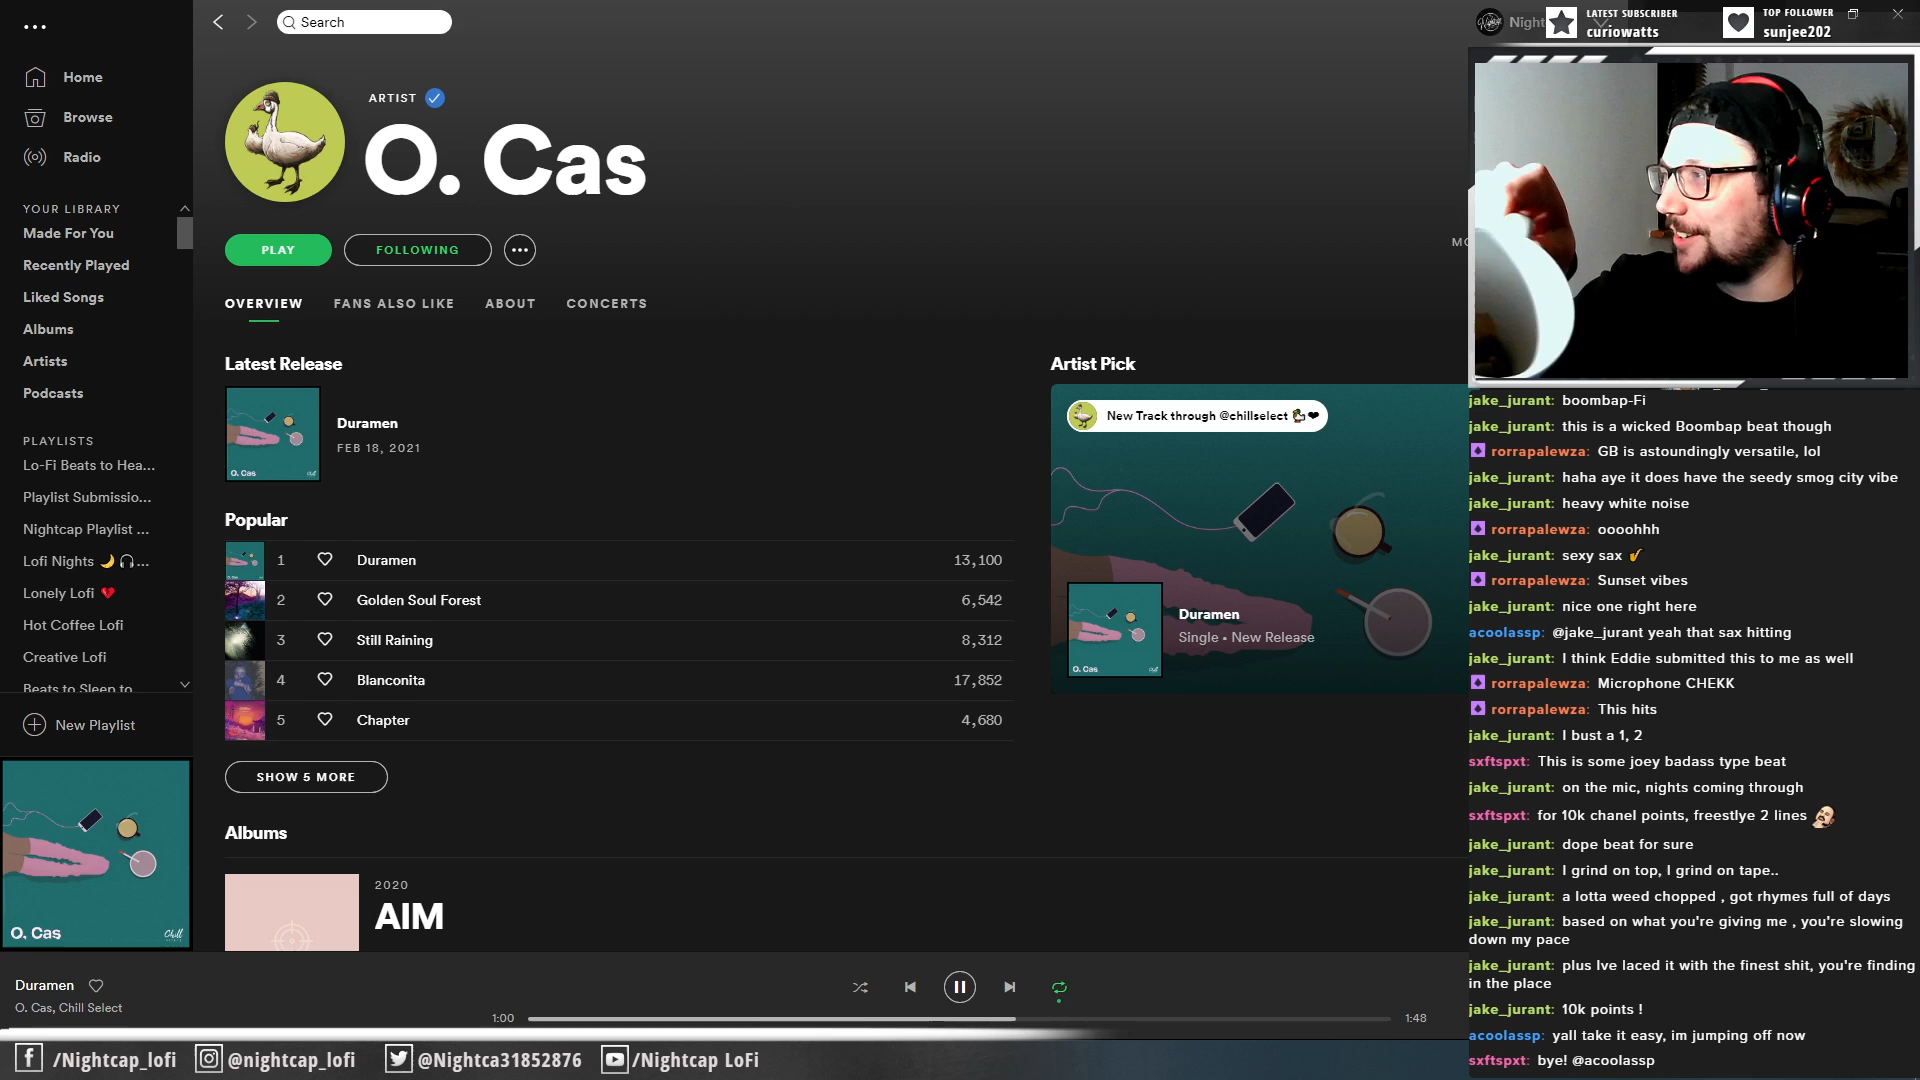 Search
Night
LATEST SUBSCRIBER
curiowatts
TOP FOLLOWER
sunjee202
Home
Browse
Radio
YOUR LIBRARY
Made For You
Recently Played
Liked Songs
Albums
Artists
Podcasts
PLAYLISTS
Lo-Fi Beats to Hea...
Playlist Submissio...
Nightcap Playlist ...
Lofi Nights 🌙🎧...
Lonely Lofi 💔
Hot Coffee Lofi
Creative Lofi
Beats to Sleep to
New Playlist
O. Cas
Chill
ARTIST
O. Cas
PLAY
FOLLOWING
MO
OVERVIEW
FANS ALSO LIKE
ABOUT
CONCERTS
Latest Release
O. Cas
Duramen
FEB 18, 2021
Popular
1 Duramen 13,100
2 Golden Soul Forest 6,542
3 Still Raining 8,312
4 Blanconita 17,852
5 Chapter 4,680
SHOW 5 MORE
Albums
2020
AIM
Artist Pick
New Track through @chillselect 🦆❤
O. Cas
Duramen
Single • New Release
jake_jurant: boombap-Fi
jake_jurant: this is a wicked Boombap beat though
rorrapalewza: GB is astoundingly versatile, lol
jake_jurant: haha aye it does have the seedy smog city vibe
jake_jurant: heavy white noise
rorrapalewza: oooohhh
jake_jurant: sexy sax 🎷
rorrapalewza: Sunset vibes
jake_jurant: nice one right here
acoolassp: @jake_jurant yeah that sax hitting
jake_jurant: I think Eddie submitted this to me as well
rorrapalewza: Microphone CHEKK
rorrapalewza: This hits
jake_jurant: I bust a 1, 2
sxftspxt: This is some joey badass type beat
jake_jurant: on the mic, nights coming through
sxftspxt: for 10k chanel points, freestlye 2 lines
jake_jurant: dope beat for sure
jake_jurant: I grind on top, I grind on tape..
jake_jurant: a lotta weed chopped , got rhymes full of days
jake_jurant: based on what you're giving me , you're slowing
down my pace
jake_jurant: plus Ive laced it with the finest shit, you're finding
in the place
jake_jurant: 10k points !
acoolassp: yall take it easy, im jumping off now
sxftspxt: bye! @acoolassp
Duramen
O. Cas, Chill Select
1:00
1:48
/Nightcap_lofi
@nightcap_lofi
@Nightca31852876
/Nightcap LoFi